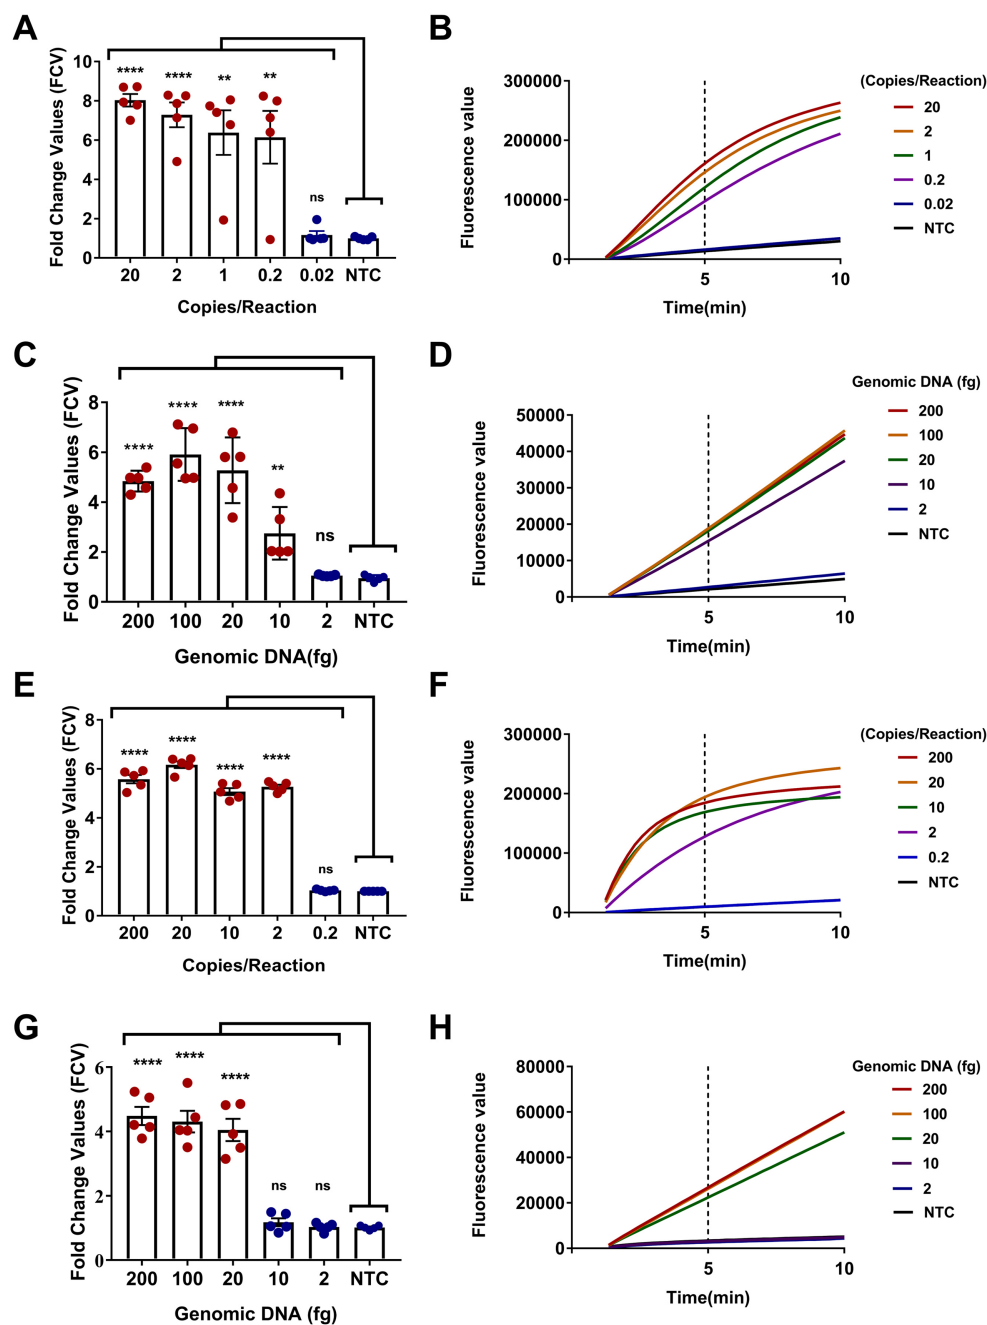 A
Fold Change Values (FCV)
10
8
6
4
2
0
****
****
**
**
ns
20 2 1 0.2 0.02 NTC
Copies/Reaction
B
Fluorescence value
300000
200000
100000
0
5 10
Time(min)
(Copies/Reaction)
20
2
1
0.2
0.02
NTC
C
Fold Change Values (FCV)
8
6
4
2
0
****
****
****
**
ns
200 100 20 10 2 NTC
Genomic DNA(fg)
D
Fluorescence value
50000
40000
30000
20000
10000
0
5 10
Time(min)
Genomic DNA (fg)
200
100
20
10
2
NTC
E
Fold Change Values (FCV)
8
6
4
2
0
****
****
****
****
ns
200 20 10 2 0.2 NTC
Copies/Reaction
F
Fluorescence value
300000
200000
100000
0
5 10
Time(min)
(Copies/Reaction)
200
20
10
2
0.2
NTC
G
Fold Change Values (FCV)
6
4
2
0
****
****
****
ns
ns
200 100 20 10 2 NTC
Genomic DNA (fg)
H
Fluorescence value
80000
60000
40000
20000
0
5 10
Time(min)
Genomic DNA (fg)
200
100
20
10
2
NTC